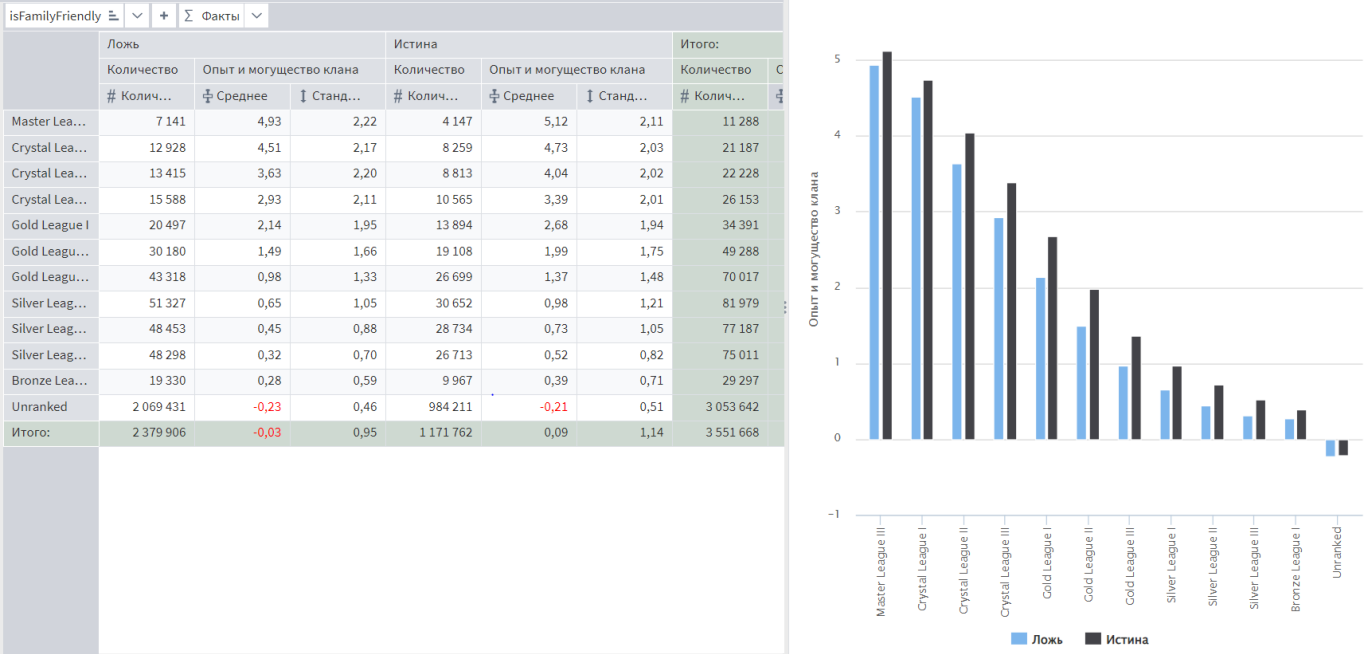 isFamilyFriendly + Σ Факты
Ложь Истина Итого:
Количество Опыт и могущество клана Количество Опыт и могущество клана Количество О
# Колич... Среднее Станд... # Колич... Среднее Станд... # Колич...
Master Lea... 7 141 4,93 2,22 4 147 5,12 2,11 11 288
Crystal Lea... 12 928 4,51 2,17 8 259 4,73 2,03 21 187
Crystal Lea... 13 415 3,63 2,20 8 813 4,04 2,02 22 228
Crystal Lea... 15 588 2,93 2,11 10 565 3,39 2,01 26 153
Gold League I 20 497 2,14 1,95 13 894 2,68 1,94 34 391
Gold Leagu... 30 180 1,49 1,66 19 108 1,99 1,75 49 288
Gold Leagu... 43 318 0,98 1,33 26 699 1,37 1,48 70 017
Silver Leag... 51 327 0,65 1,05 30 652 0,98 1,21 81 979
Silver Leag... 48 453 0,45 0,88 28 734 0,73 1,05 77 187
Silver Leag... 48 298 0,32 0,70 26 713 0,52 0,82 75 011
Bronze Lea... 19 330 0,28 0,59 9 967 0,39 0,71 29 297
Unranked 2 069 431 -0,23 0,46 984 211 -0,21 0,51 3 053 642
Итого: 2 379 906 -0,03 0,95 1 171 762 0,09 1,14 3 551 668
Опыт и могущество клана
5
4
3
2
1
0
-1
Master League III
Crystal League I
Crystal League II
Crystal League III
Gold League I
Gold League II
Gold League III
Silver League I
Silver League II
Silver League III
Bronze League I
Unranked
Ложь Истина